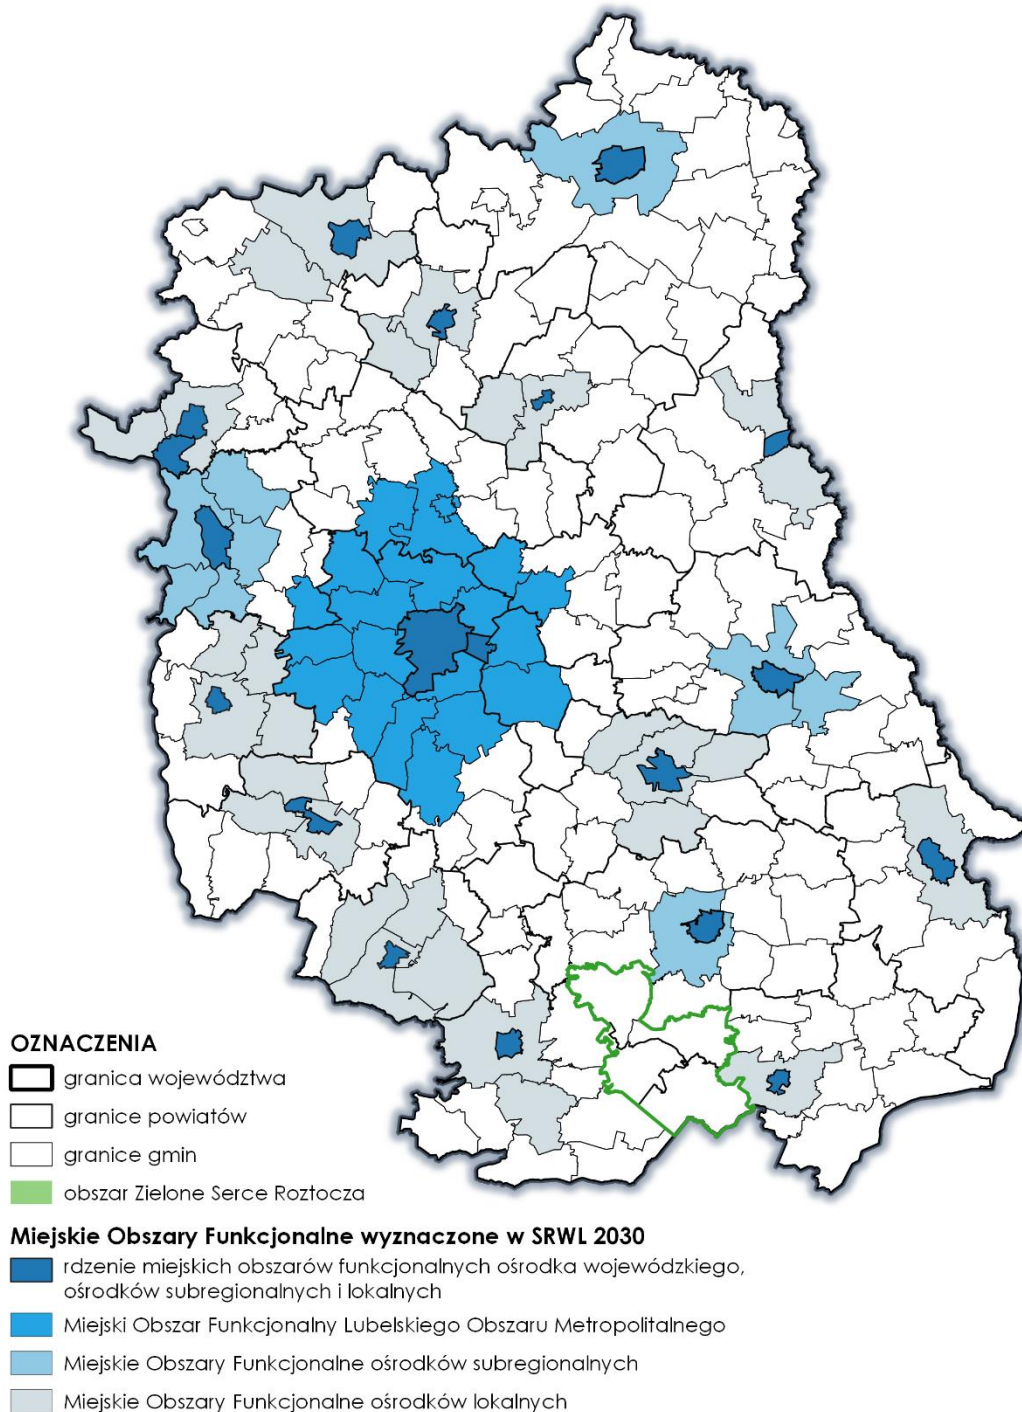 OZNACZENIA
granica województwa
granice powiatów
granice gmin
obszar Zielone Serce Roztocza
Miejskie Obszary Funkcjonalne wyznaczone w SRWL 2030
rdzenie miejskich obszarów funkcjonalnych ośrodka wojewódzkiego,
ośrodków subregionalnych i lokalnych
Miejski Obszar Funkcjonalny Lubelskiego Obszaru Metropolitalnego
Miejskie Obszary Funkcjonalne ośrodków subregionalnych
Miejskie Obszary Funkcjonalne ośrodków lokalnych